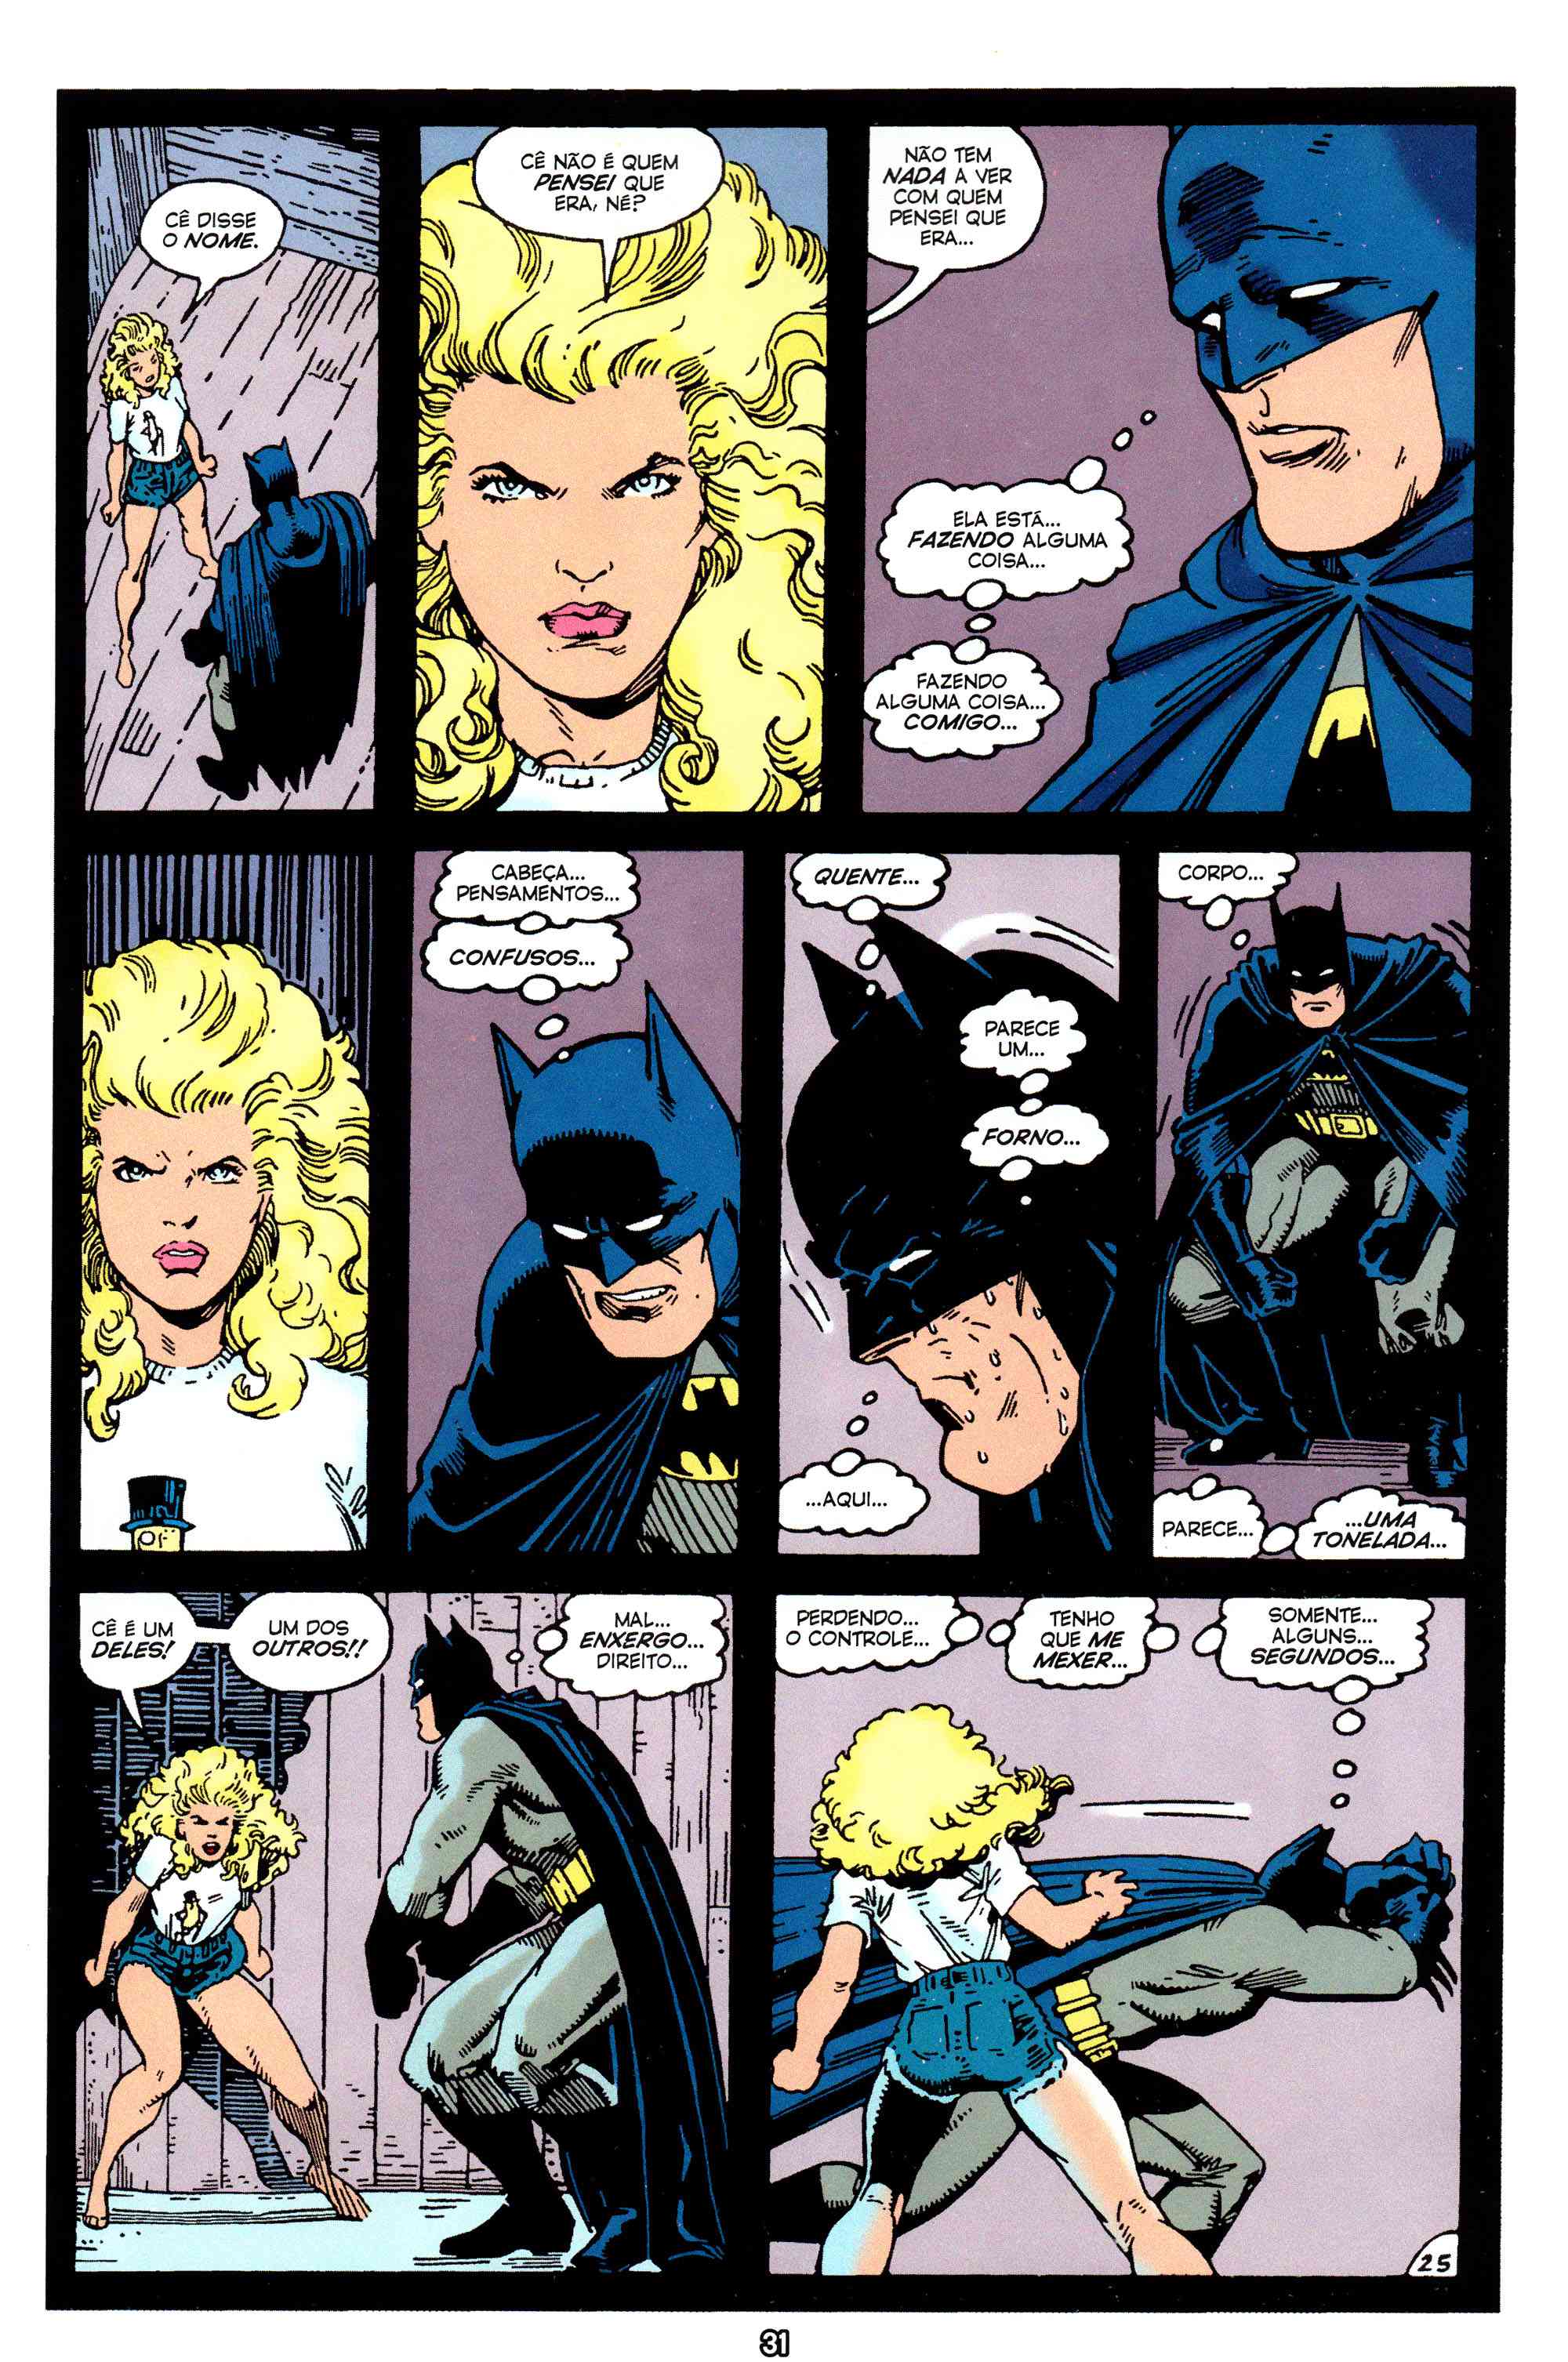 CÊ DISSE
O NOME.
CÊ NÃO É QUEM
PENSEI QUE
ERA, NÉ?
NÃO TEM
NADA A VER
COM QUEM
PENSEI QUE
ERA...
ELA ESTÁ...
FAZENDO ALGUMA
COISA...
FAZENDO
ALGUMA COISA...
COMIGO...
CABEÇA...
PENSAMENTOS...
CONFUSOS...
QUENTE...
PARECE
UM...
FORNO...
...AQUI...
CORPO...
PARECE...
...UMA
TONELADA...
CÊ É UM
DELES!
UM DOS
OUTROS!!
MAL...
ENXERGO...
DIREITO...
PERDENDO...
O CONTROLE...
TENHO
QUE ME
MEXER...
SOMENTE...
ALGUNS...
SEGUNDOS...
25
31